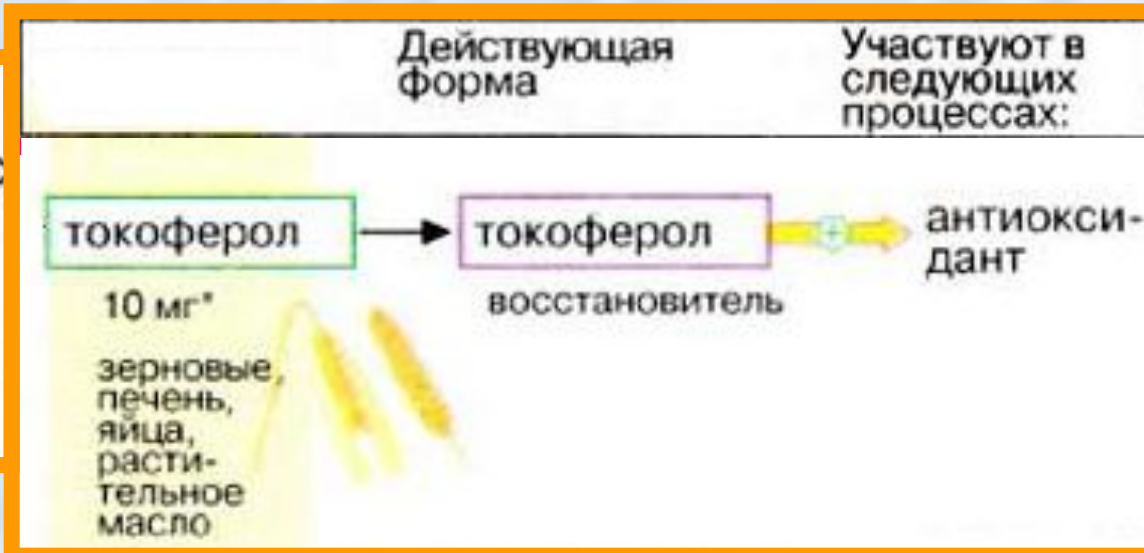 Действующая
форма
Участвуют в
следующих
процессах:
токоферол
токоферол
антиокси-
дант
10 мг*
восстановитель
зерновые,
печень,
яйца,
расти-
тельное
масло